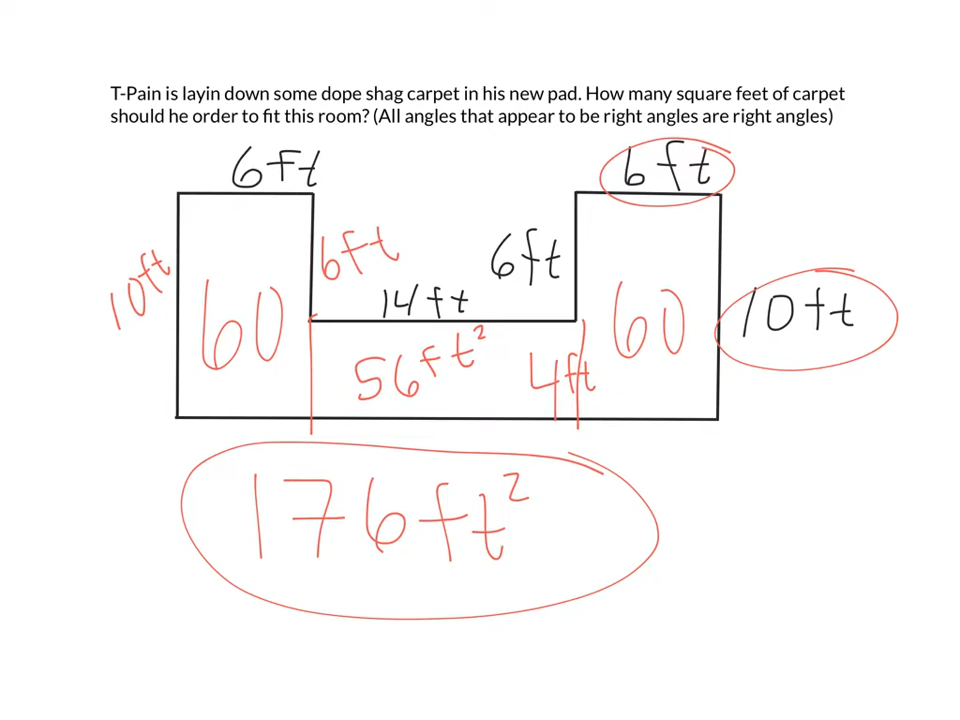 T-Pain is layin down some dope shag carpet in his new pad. How many square feet of carpet
should he order to fit this room? (All angles that appear to be right angles are right angles)
6ft 6ft
10ft 6ft 6ft 10ft
14ft
60 60
56ft² 4ft
176ft²